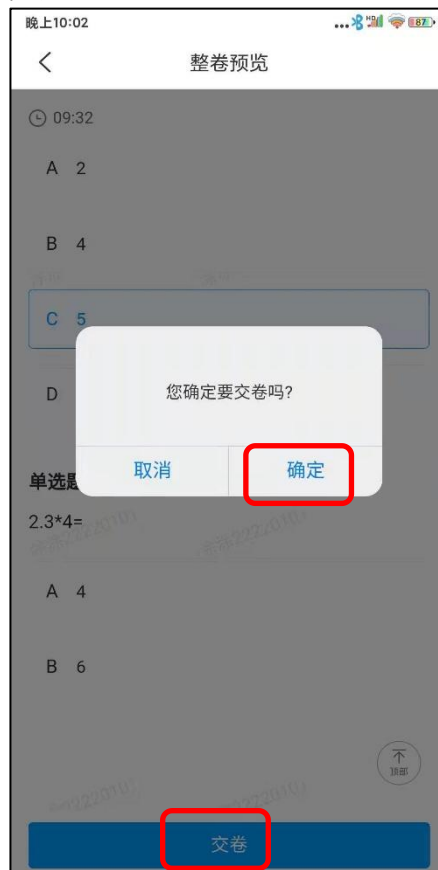 晚上10:02
87
整卷预览
09:32
A 2
B 4
C 5
D
您确定要交卷吗?
取消
确定
单选题
2.3*4=
A 4
B 6
顶部
交卷